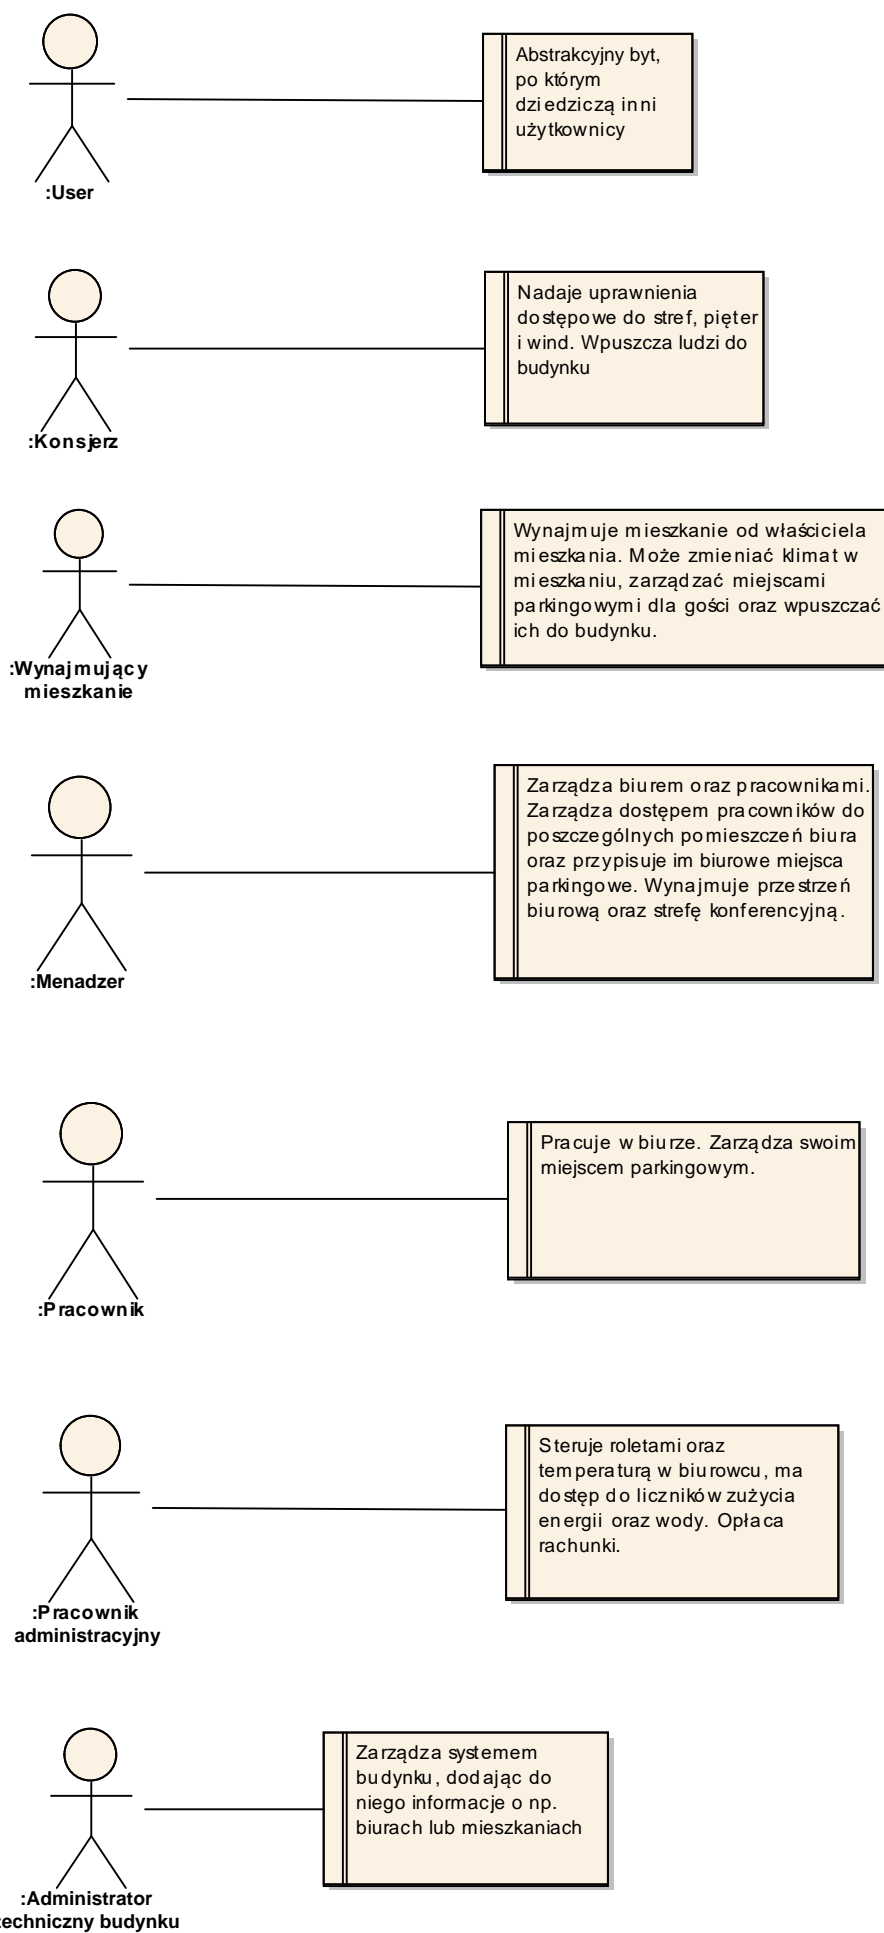 Abstrakcyjny byt,
po którym
dziedziczą inni
użytkownicy
:User
Nadaje uprawnienia
dostępowe do stref, pięter
i wind. Wpuszcza ludzi do
budynku
:Konsjerz
Wynajmuje mieszkanie od właściciela
mieszkania. Może zmieniać klimat w
mieszkaniu, zarządzać miejscami
parkingowymi dla gości oraz wpuszczać
ich do budynku.
:Wynajmujący
mieszkanie
Zarządza biurem oraz pracownikami.
Zarządza dostępem pracowników do
poszczególnych pomieszczeń biura
oraz przypisuje im biurowe miejsca
parkingowe. Wynajmuje przestrzeń
biurową oraz strefę konferencyjną.
:Menadzer
Pracuje w biurze. Zarządza swoim
miejscem parkingowym.
:Pracownik
Steruje roletami oraz
temperaturą w biurowcu, ma
dostęp do liczników zużycia
energii oraz wody. Opłaca
rachunki.
:Pracownik
administracyjny
Zarządza systemem
budynku, dodając do
niego informacje o np.
biurach lub mieszkaniach
:Administrator
techniczny budynku